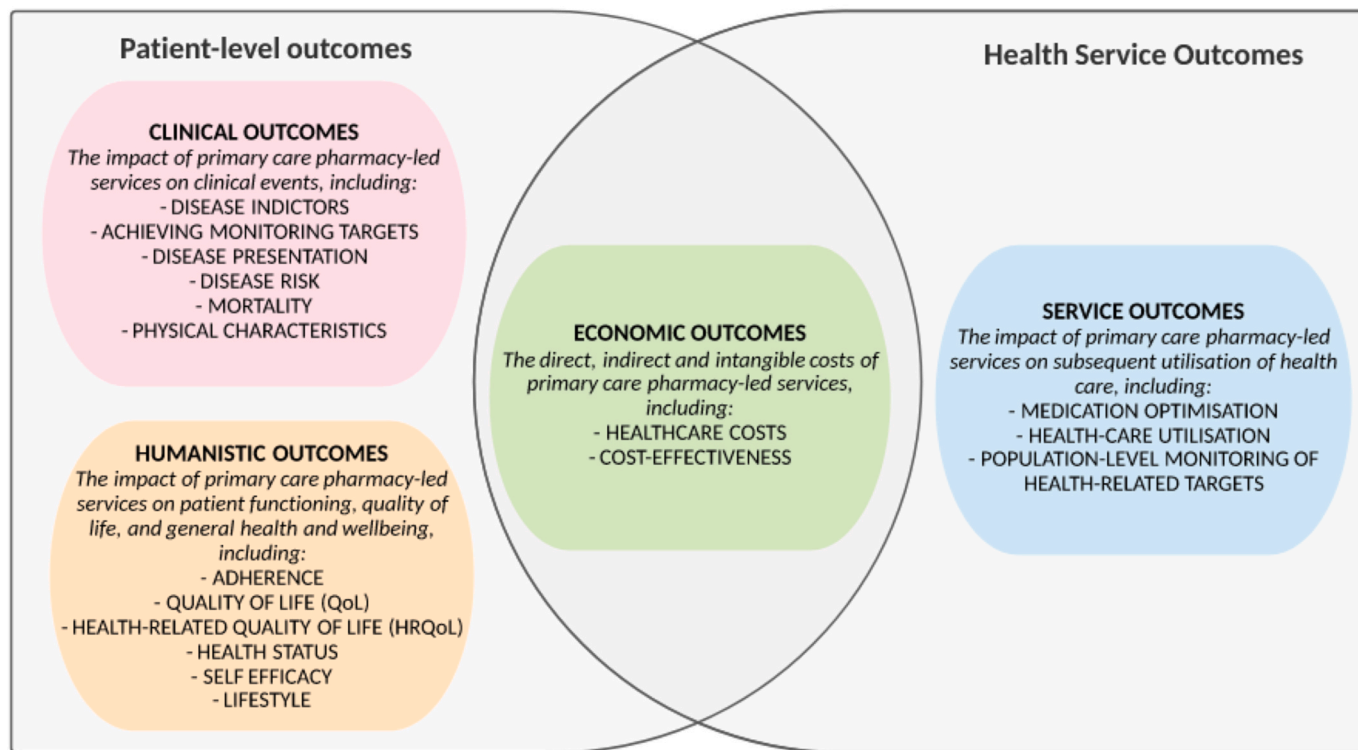 Patient-level outcomes
CLINICAL OUTCOMES
The impact of primary care pharmacy-led
services on clinical events, including:
- DISEASE INDICTORS
- ACHIEVING MONITORING TARGETS
- DISEASE PRESENTATION
- DISEASE RISK
- MORTALITY
- PHYSICAL CHARACTERISTICS
HUMANISTIC OUTCOMES
The impact of primary care pharmacy-led
services on patient functioning, quality of
life, and general health and wellbeing,
including:
- ADHERENCE
- QUALITY OF LIFE (QoL)
- HEALTH-RELATED QUALITY OF LIFE (HRQoL)
- HEALTH STATUS
- SELF EFFICACY
- LIFESTYLE
ECONOMIC OUTCOMES
The direct, indirect and intangible costs of
primary care pharmacy-led services,
including:
- HEALTHCARE COSTS
- COST-EFFECTIVENESS
Health Service Outcomes
SERVICE OUTCOMES
The impact of primary care pharmacy-led
services on subsequent utilisation of health
care, including:
- MEDICATION OPTIMISATION
- HEALTH-CARE UTILISATION
- POPULATION-LEVEL MONITORING OF
HEALTH-RELATED TARGETS